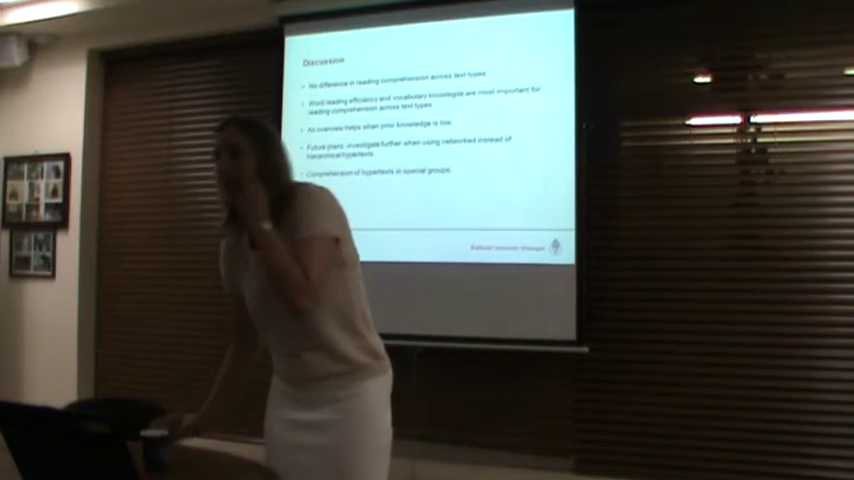 Discussion
• No difference in reading comprehension across text types.
• Word reading efficiency and vocabulary knowlegde are most important for
reading comprehension across text types.
• An overview helps when prior knowledge is low.
• Future plans: investigate further when using networked instead of
hierarchical hypertexts.
• Comprehension of hypertexts in special groups.
Radboud University Nijmegen